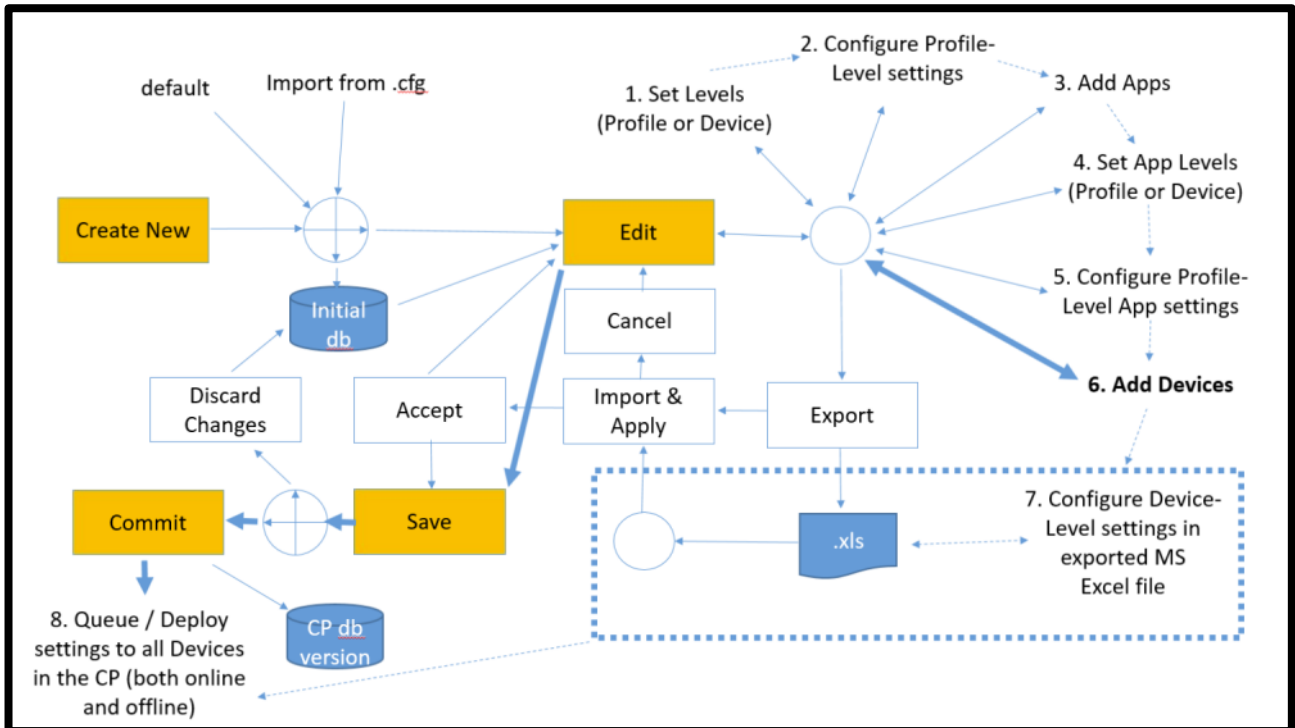 default
Import from .cfg
1. Set Levels
(Profile or Device)
2. Configure Profile-
Level settings
3. Add Apps
4. Set App Levels
(Profile or Device)
Create New
Edit
5. Configure Profile-
Level App settings
Initial
db
Cancel
6. Add Devices
Discard
Changes
Accept
Import &
Apply
Export
Commit
Save
.xls
7. Configure Device-
Level settings in
exported MS
Excel file
8. Queue / Deploy
settings to all Devices
in the CP (both online
and offline)
CP db
version